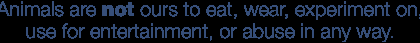 Animals are not ours to eat, wear, experiment on,
use for entertainment, or abuse in any way.